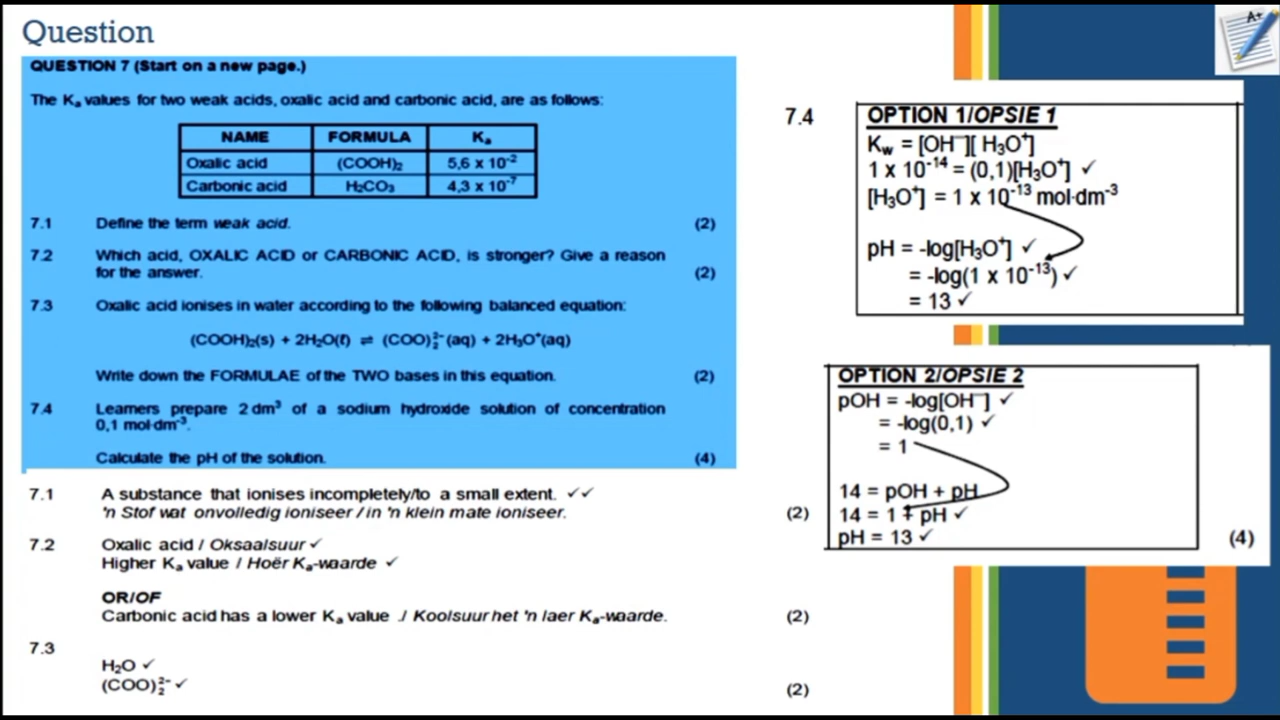 Question
QUESTION 7 (Start on a new page.)
The Kₐ values for two weak acids, oxalic acid and carbonic acid, are as follows:
NAME FORMULA Kₐ
Oxalic acid (COOH)₂ 5,6 x 10⁻²
Carbonic acid H₂CO₃ 4,3 x 10⁻⁷
7.1 Define the term weak acid. (2)
7.2 Which acid, OXALIC ACID or CARBONIC ACID, is stronger? Give a reason
for the answer. (2)
7.3 Oxalic acid ionises in water according to the following balanced equation:
(COOH)₂(s) + 2H₂O(ℓ) ⇌ (COO)₂²⁻(aq) + 2H₃O⁺(aq)
Write down the FORMULAE of the TWO bases in this equation. (2)
7.4 Learners prepare 2 dm³ of a sodium hydroxide solution of concentration
0,1 mol·dm⁻³.
Calculate the pH of the solution. (4)
7.1 A substance that ionises incompletely/to a small extent. ✓✓
'n Stof wat onvolledig ioniseer / in 'n klein mate ioniseer. (2)
7.2 Oxalic acid / Oksaalsuur ✓
Higher Kₐ value / Hoër Kₐ-waarde ✓
OR/OF
Carbonic acid has a lower Kₐ value ./ Koolsuur het 'n laer Kₐ-waarde. (2)
7.3
H₂O ✓
(COO)₂²⁻ ✓ (2)
7.4 OPTION 1/OPSIE 1
K_w = [OH⁻][ H₃O⁺]
1 x 10⁻¹⁴ = (0,1)[H₃O⁺] ✓
[H₃O⁺] = 1 x 10⁻¹³ mol·dm⁻³
pH = -log[H₃O⁺] ✓
= -log(1 x 10⁻¹³) ✓
= 13 ✓
OPTION 2/OPSIE 2
pOH = -log[OH⁻] ✓
= -log(0,1) ✓
= 1
14 = pOH + pH
14 = 1 + pH ✓
pH = 13 ✓ (4)
A+